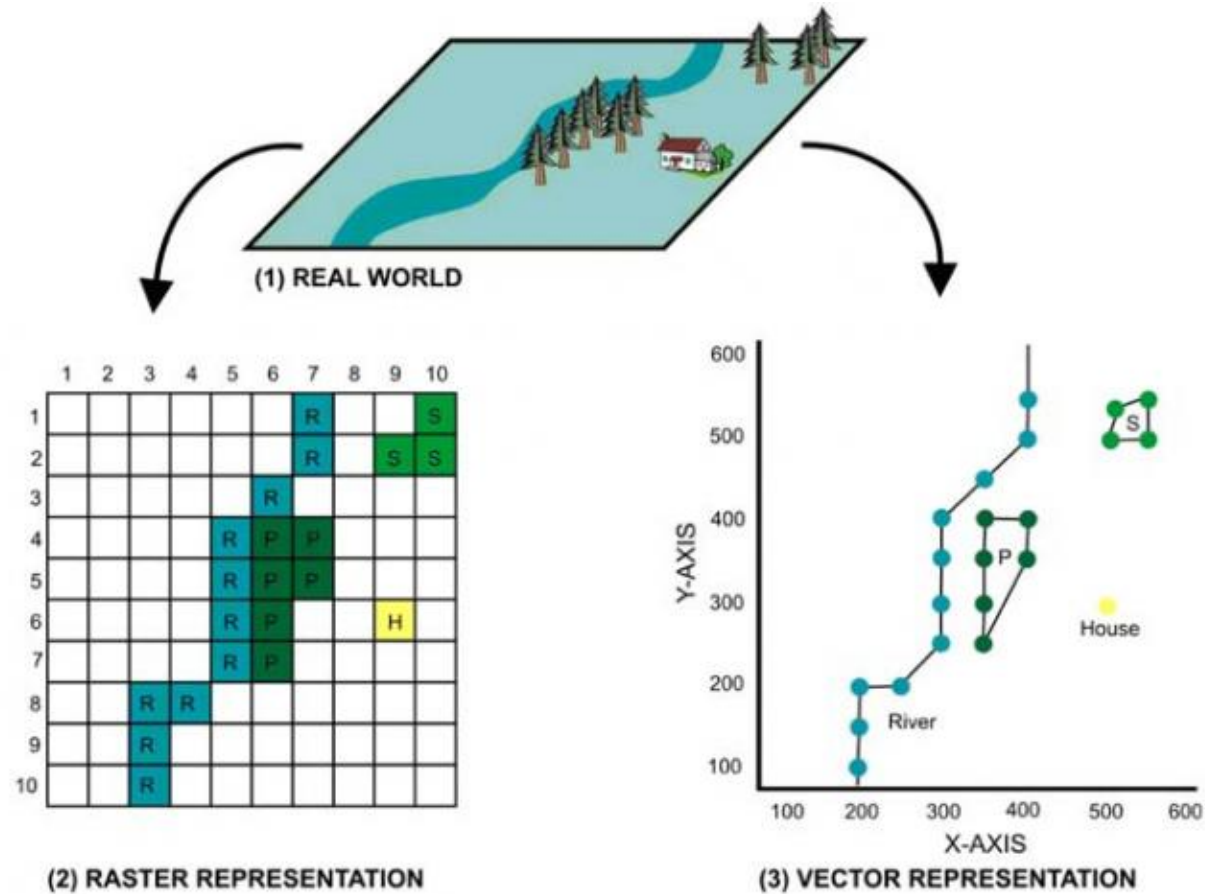 (1) REAL WORLD
1 2 3 4 5 6 7 8 9 10
1 R S
2 R S S
3 R
4 R P P
5 R P P
6 R P H
7 R P
8 R R
9 R
10 R
(2) RASTER REPRESENTATION
600
500
400
300
200
100
Y-AXIS
S
P
House
River
100 200 300 400 500 600
X-AXIS
(3) VECTOR REPRESENTATION